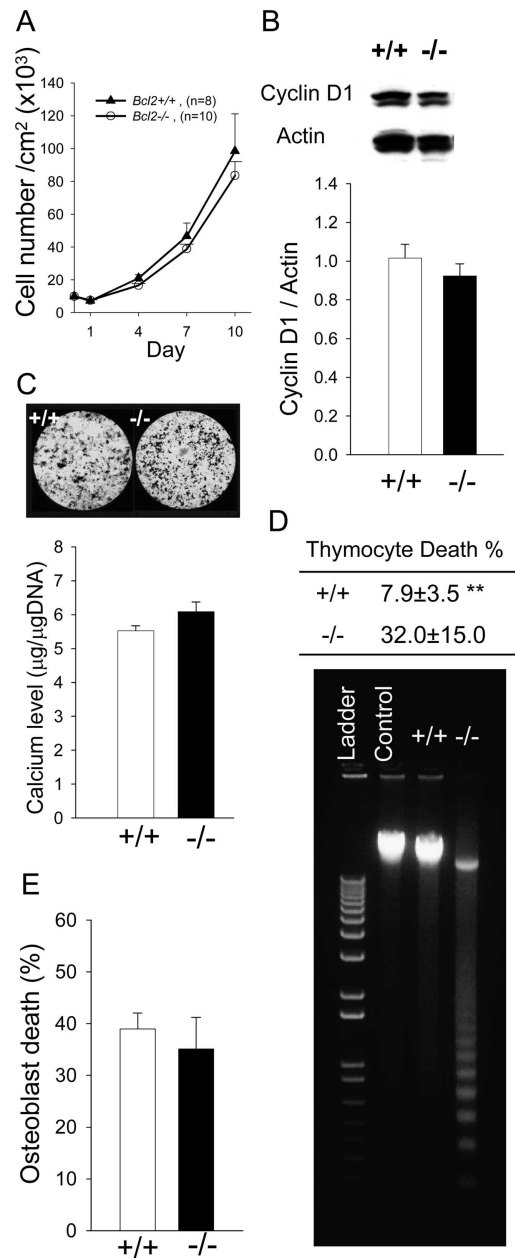 A
Cell number /cm² (x10³)
140
120
100
80
60
40
20
0
Bcl2+/+ , (n=8)
Bcl2-/- , (n=10)
1 4 7 10
Day
B
+/+ -/-
Cyclin D1
Actin
Cyclin D1 / Actin
1.4
1.2
1.0
0.8
0.6
0.4
0.2
0.0
+/+ -/-
C
+/+ -/-
Calcium level (µg/µgDNA)
8
7
6
5
4
3
2
1
0
+/+ -/-
D
Thymocyte Death %
+/+ 7.9±3.5 **
-/- 32.0±15.0
Ladder
Control
+/+ -/-
E
Osteoblast death (%)
60
50
40
30
20
10
0
+/+ -/-